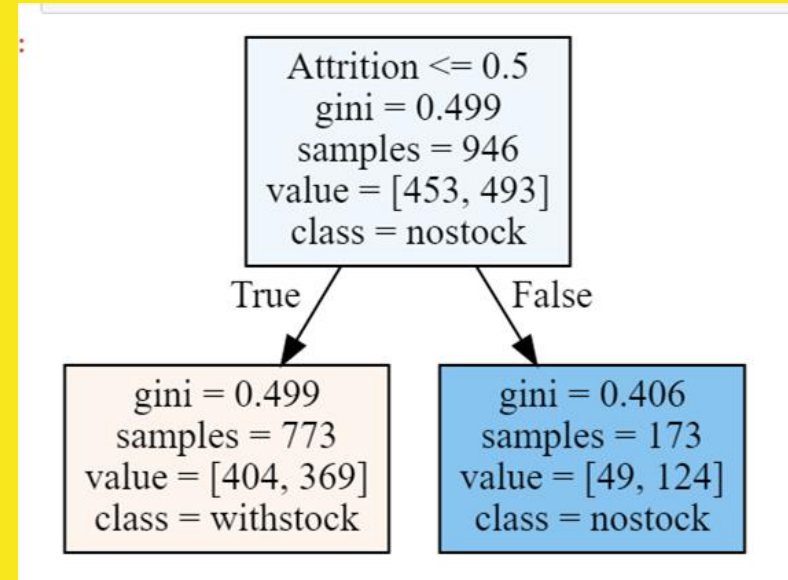 :
Attrition <= 0.5
gini = 0.499
samples = 946
value = [453, 493]
class = nostock
True
False
gini = 0.499
samples = 773
value = [404, 369]
class = withstock
gini = 0.406
samples = 173
value = [49, 124]
class = nostock